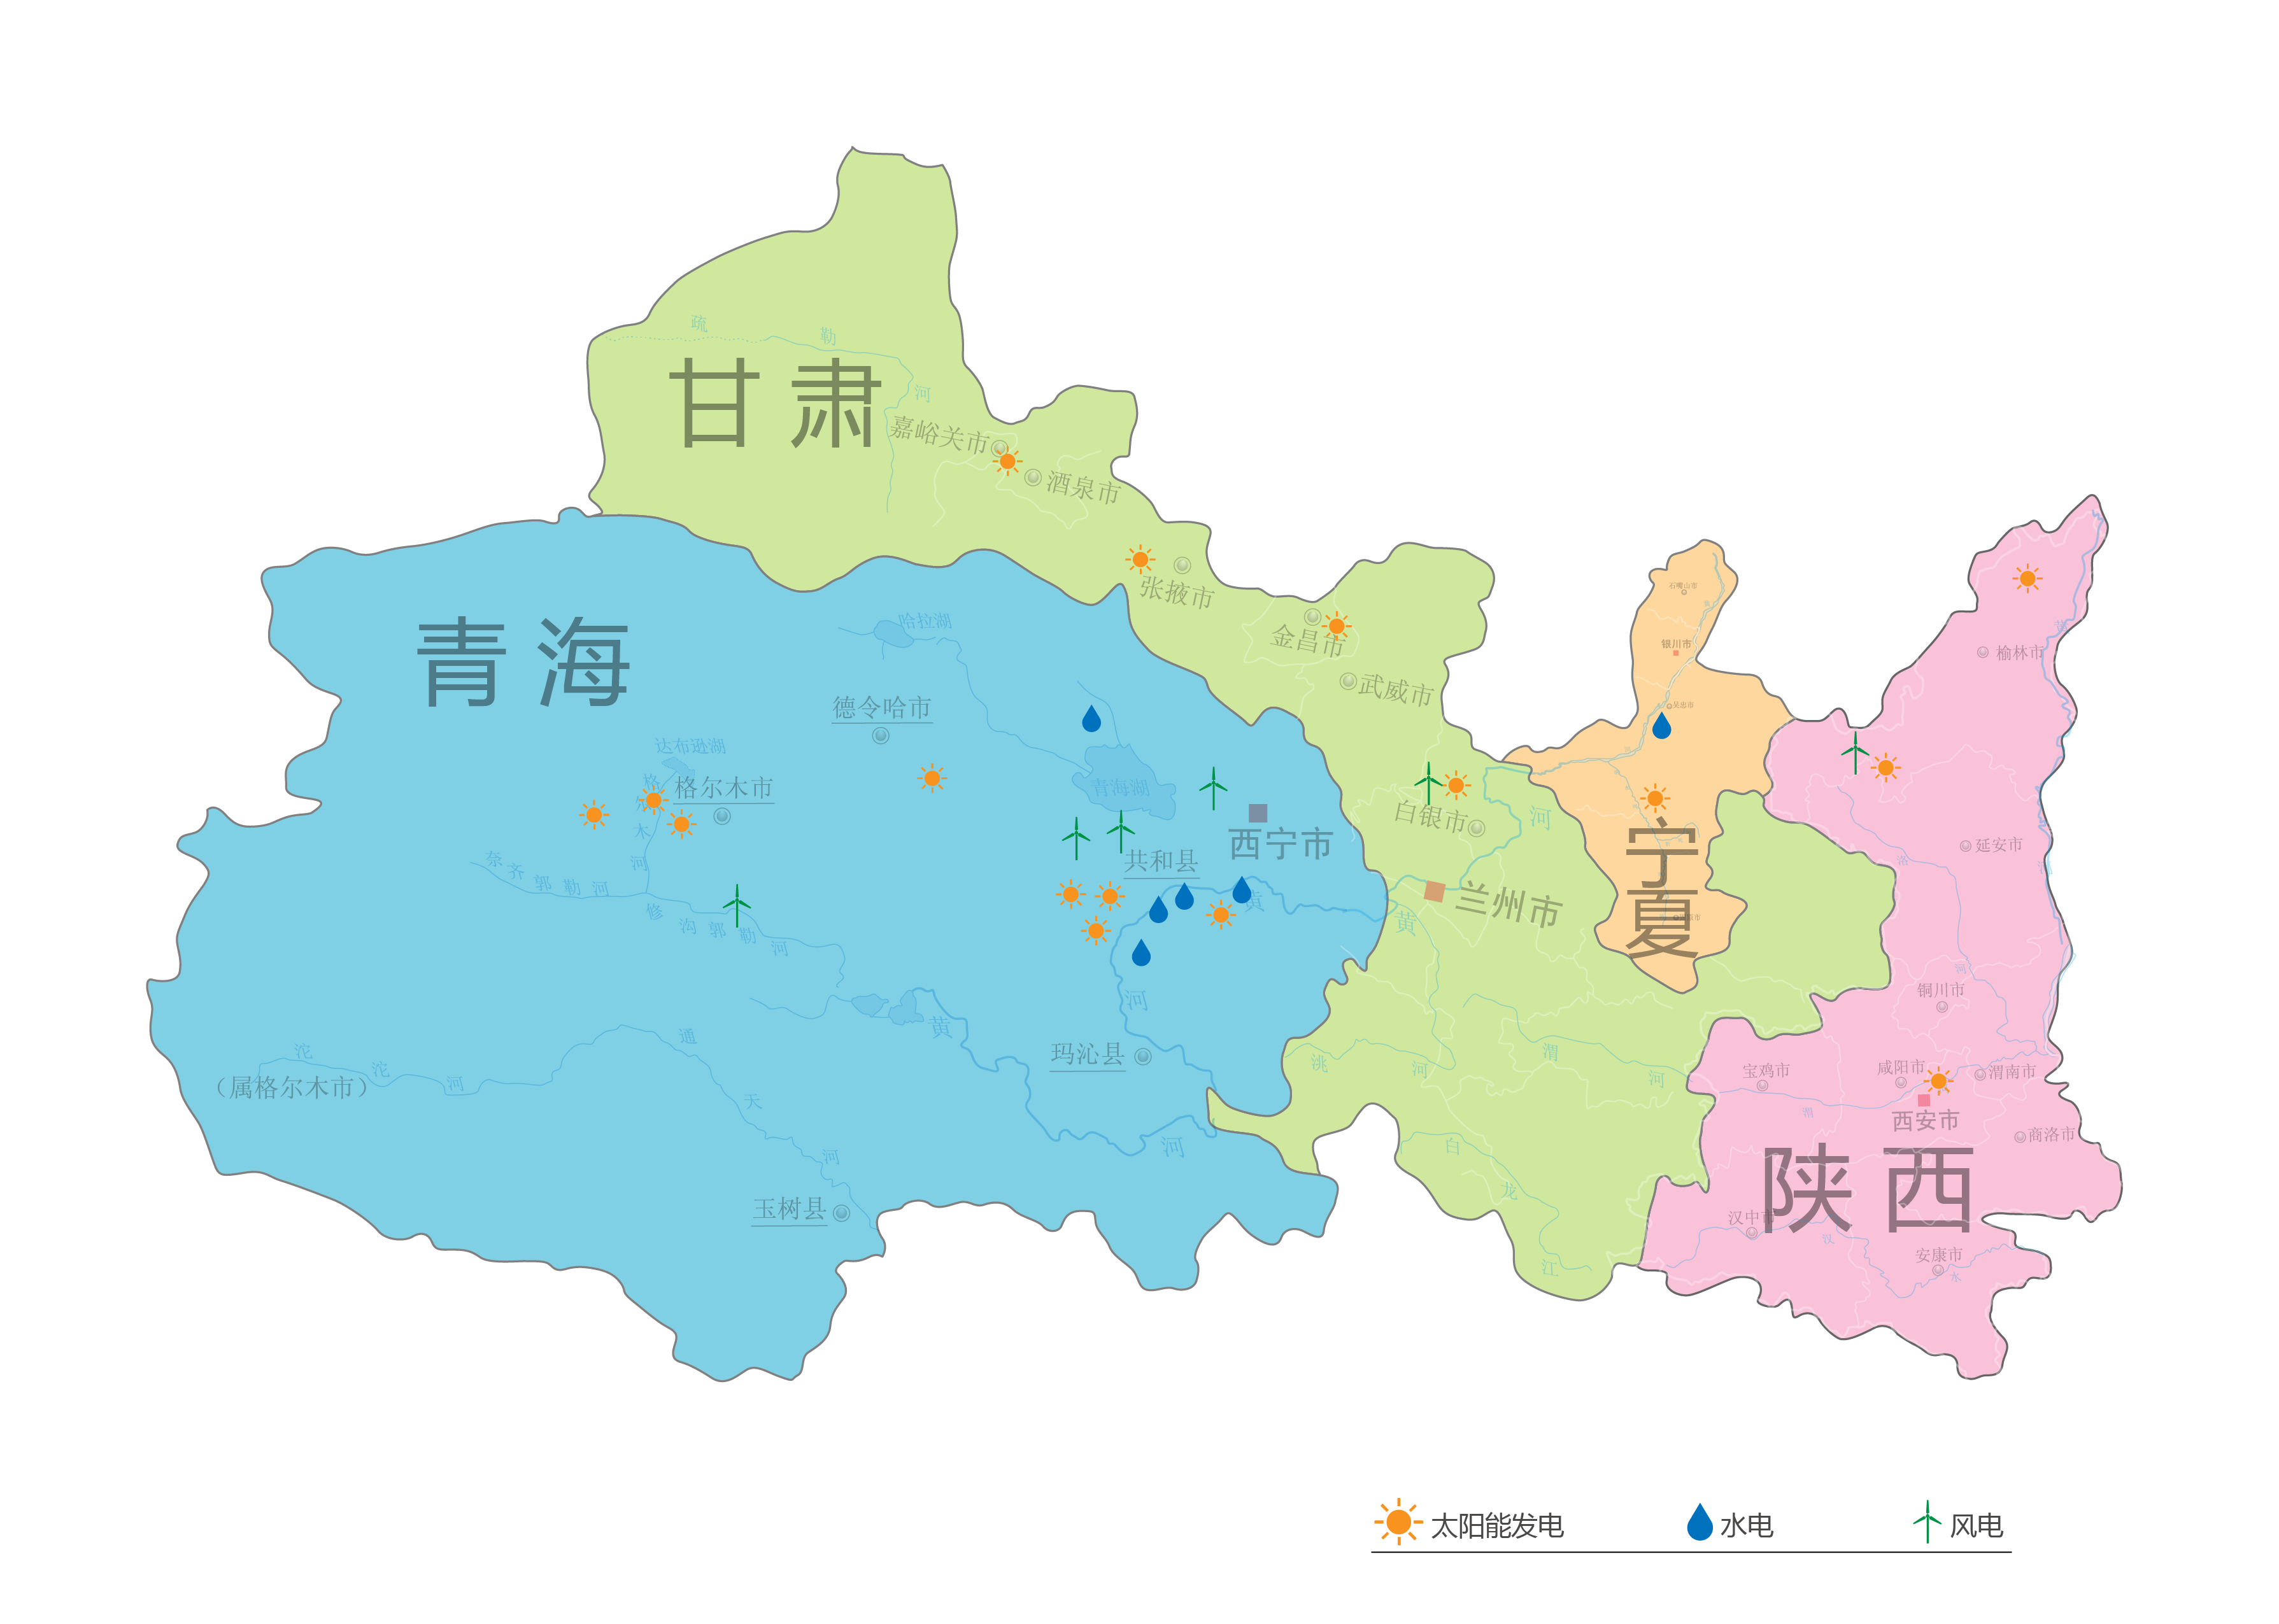 疏
勒
河
甘肃
嘉峪关市
酒泉市
张掖市
金昌市
武威市
白银市
兰州市
河
黄
洮
河
渭
河
白
龙
江
青海
哈拉湖
德令哈市
达布逊湖
格
尔
木
河
格尔木市
青海湖
西宁市
共和县
奈
齐
郭
勒
河
修
沟
郭
勒
河
黄
河
黄
河
玛沁县
沱
沱
河
(属格尔木市)
通
天
河
玉树县
石嘴山市
银川市
吴忠市
宁夏
榆林市
延安市
铜川市
宝鸡市
咸阳市
渭南市
西安市
渭
商洛市
陕西
汉中市
汉
安康市
水
太阳能发电
水电
风电